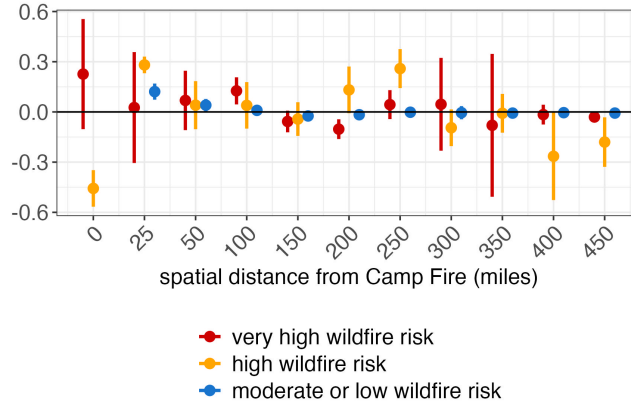 0.6
0.3
0.0
-0.3
-0.6
0 25 50 100 150 200 250 300 350 400 450
spatial distance from Camp Fire (miles)
very high wildfire risk
high wildfire risk
moderate or low wildfire risk